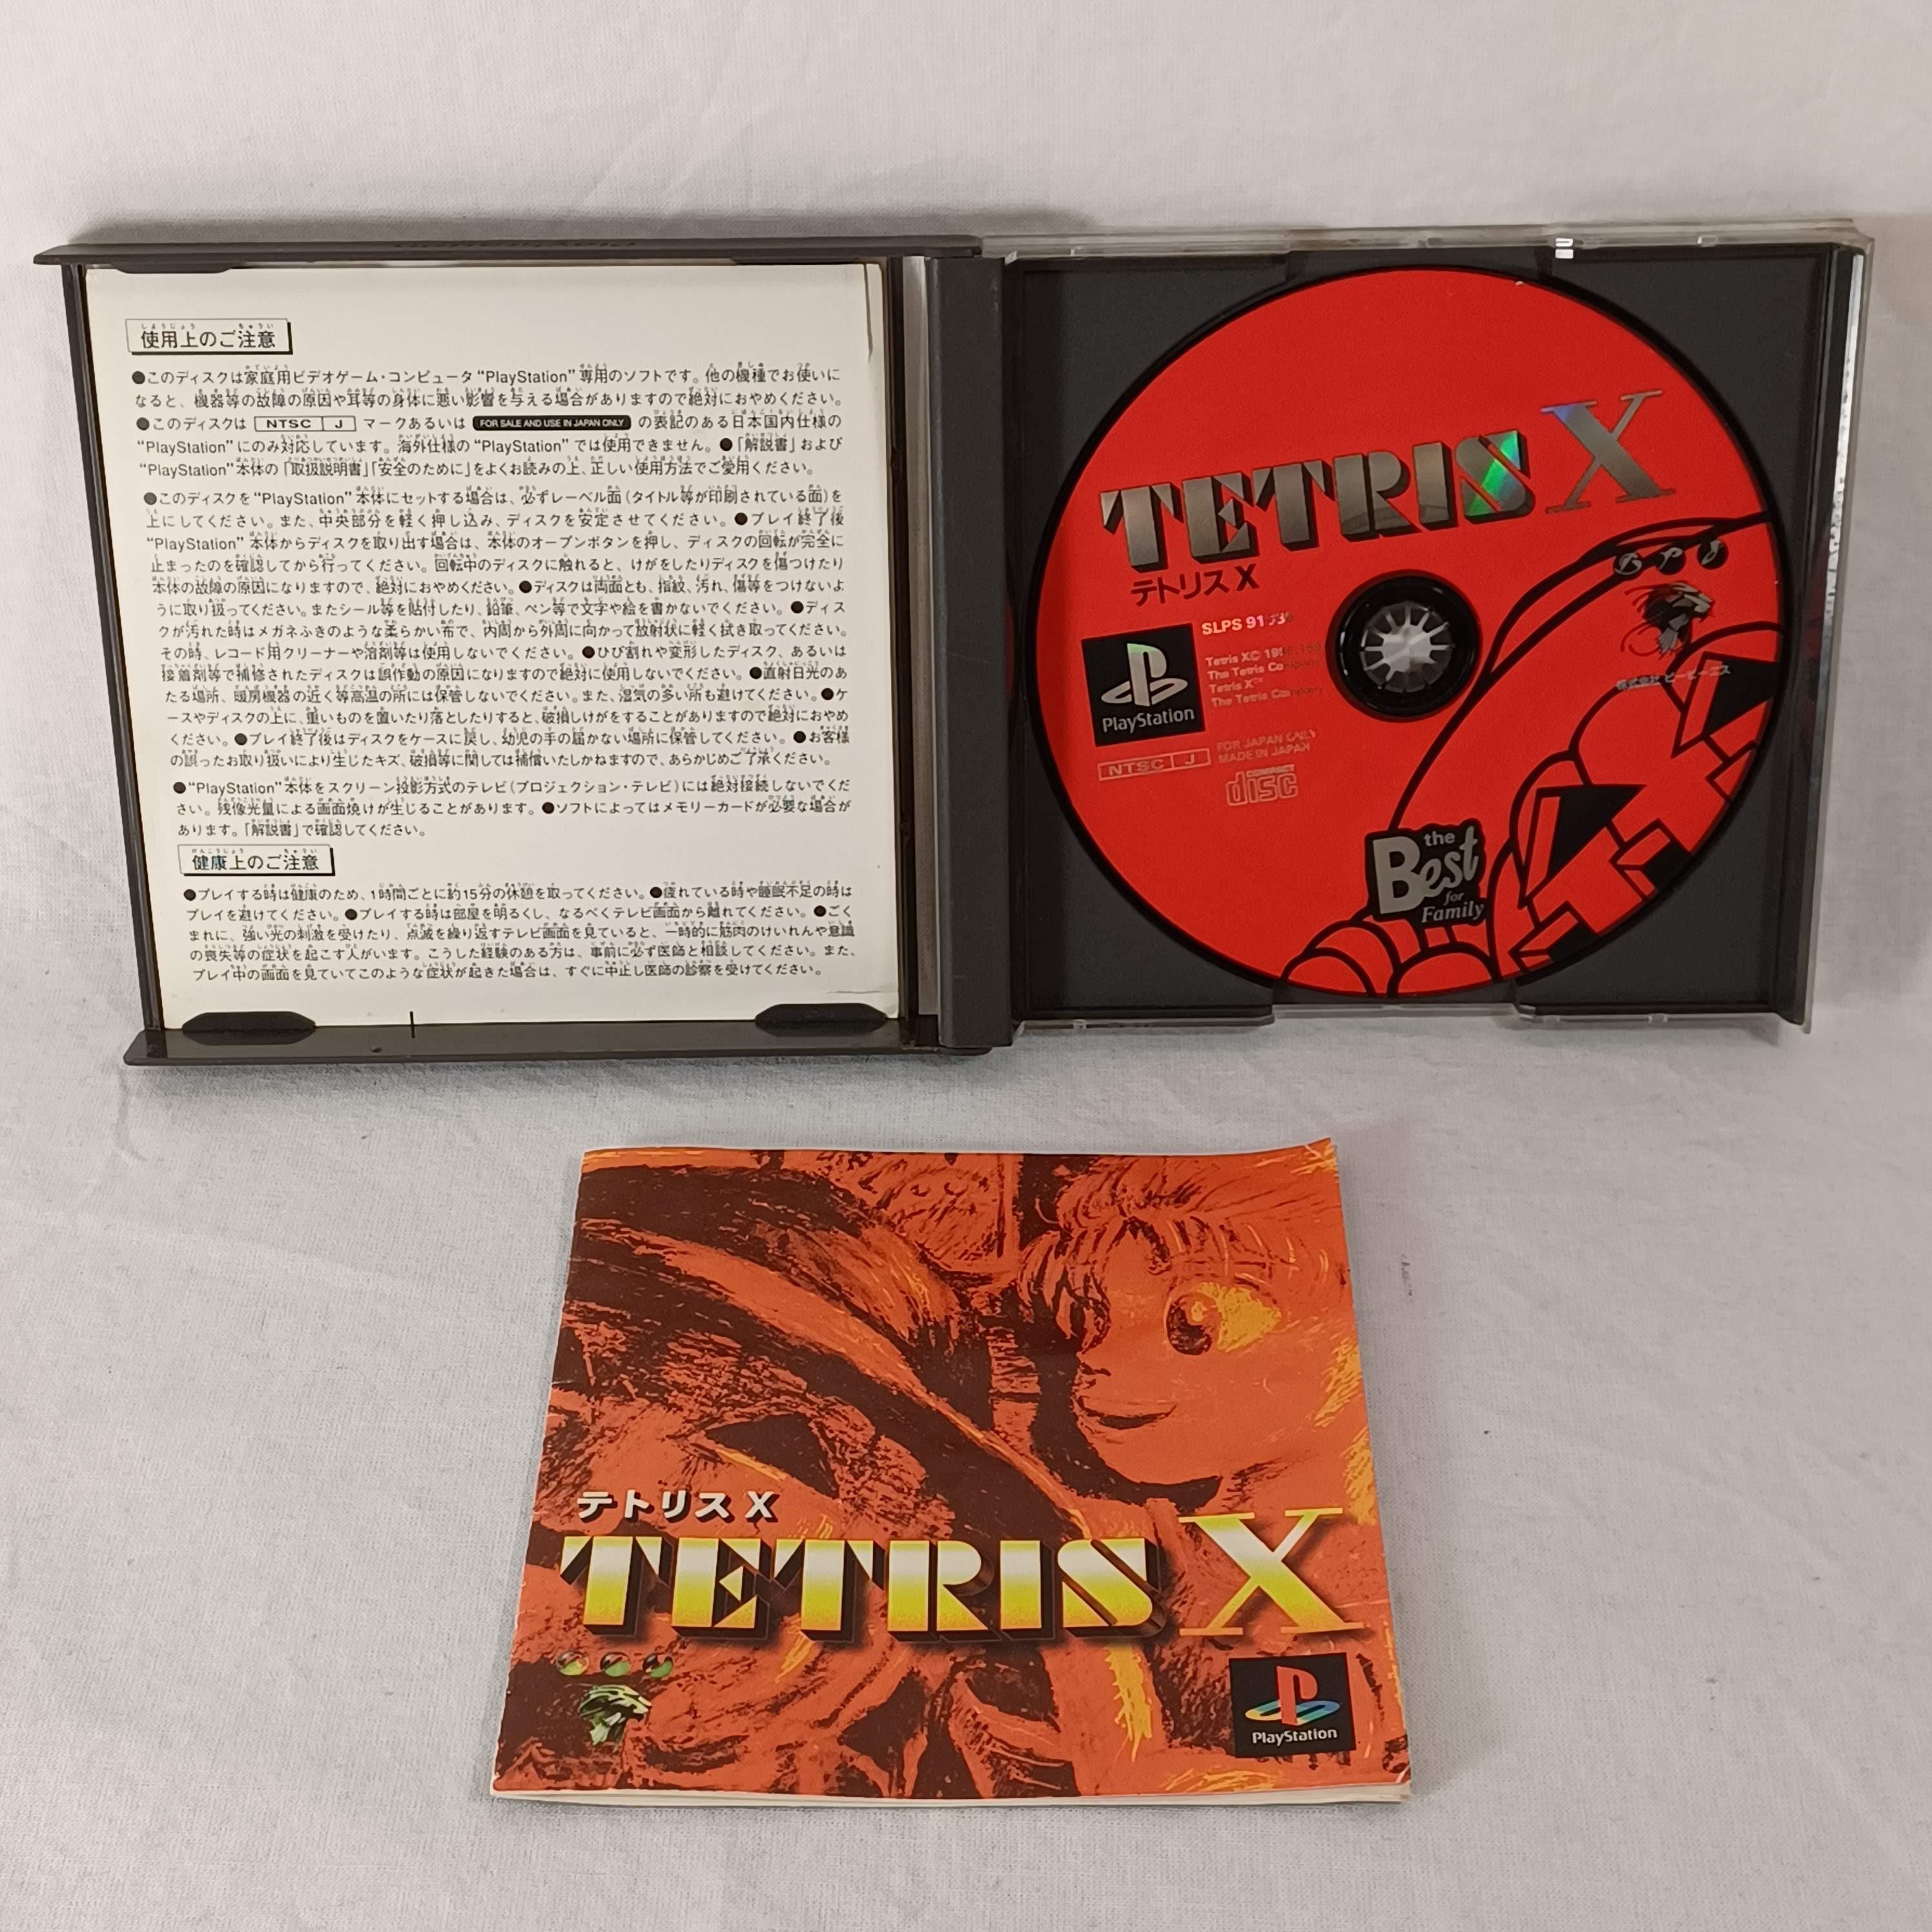 使用上のご注意
●このディスクは家庭用ビデオゲーム・コンピュータ“PlayStation”専用のソフトです。他の機種でお使いに
なると、機器等の故障の原因や耳等の身体に悪い影響を与える場合がありますので絶対におやめください。
●このディスクは NTSC J マークあるいは FOR SALE AND USE IN JAPAN ONLY の表記のある日本国内仕様の
“PlayStation”にのみ対応しています。海外仕様の“PlayStation”では使用できません。●「解説書」および
“PlayStation”本体の「取扱説明書」「安全のために」をよくお読みの上、正しい使用方法でご愛用ください。
●このディスクを“PlayStation”本体にセットする場合は、必ずレーベル面(タイトル等が印刷されている面)を
上にしてください。また、中央部分を軽く押し込み、ディスクを安定させてください。●プレイ終了後
“PlayStation”本体からディスクを取り出す場合は、本体のオープンボタンを押し、ディスクの回転が完全に
止まったのを確認してから行ってください。回転中のディスクに触れると、けがをしたりディスクを傷つけたり
本体の故障の原因になりますので、絶対におやめください。●ディスクは両面とも、指紋、汚れ、傷等をつけないよ
うに取り扱ってください。またシール等を貼付したり、鉛筆、ペン等で文字や絵を書かないでください。●ディス
クが汚れた時はメガネふきのような柔らかい布で、内周から外周に向かって放射状に軽く拭き取ってください。
その時、レコード用クリーナーや溶剤等は使用しないでください。●ひび割れや変形したディスク、あるいは
接着剤等で補修されたディスクは誤作動の原因になりますので絶対に使用しないでください。●直射日光のあ
たる場所、暖房機器の近く等高温の所には保管しないでください。また、湿気の多い所も避けてください。●ケ
ースやディスクの上に、重いものを置いたり落としたりすると、破損しけがをすることがありますので絶対におやめ
ください。●プレイ終了後はディスクをケースに戻し、幼児の手の届かない場所に保管してください。●お客様
の誤ったお取り扱いにより生じたキズ、破損等に関しては補償いたしかねますので、あらかじめご了承ください。
●“PlayStation”本体をスクリーン投影方式のテレビ(プロジェクション・テレビ)には絶対接続しないでくだ
さい。残像光量による画面焼けが生じることがあります。●ソフトによってはメモリーカードが必要な場合が
あります。「解説書」で確認してください。
健康上のご注意
●プレイする時は健康のため、1時間ごとに約15分の休憩を取ってください。●疲れている時や睡眠不足の時は
プレイを避けてください。●プレイする時は部屋を明るくし、なるべくテレビ画面から離れてください。●ごく
まれに、強い光の刺激を受けたり、点滅を繰り返すテレビ画面を見ていると、一時的に筋肉のけいれんや意識
の喪失等の症状を起こす人がいます。こうした経験のある方は、事前に必ず医師と相談してください。また、
プレイ中の画面を見ていてこのような症状が起きた場合は、すぐに中止し医師の診察を受けてください。
TETRIS X
テトリス X
BPS
株式会社 ビーピーエス
SLPS
Tetris X©
The Tetris Company
Tetris X™
The Tetris Company
PlayStation
NTSC J
FOR JAPAN ONLY
MADE IN JAPAN
COMPACT
disc
the
Best
for
Family
テトリス X
TETRIS X
PlayStation